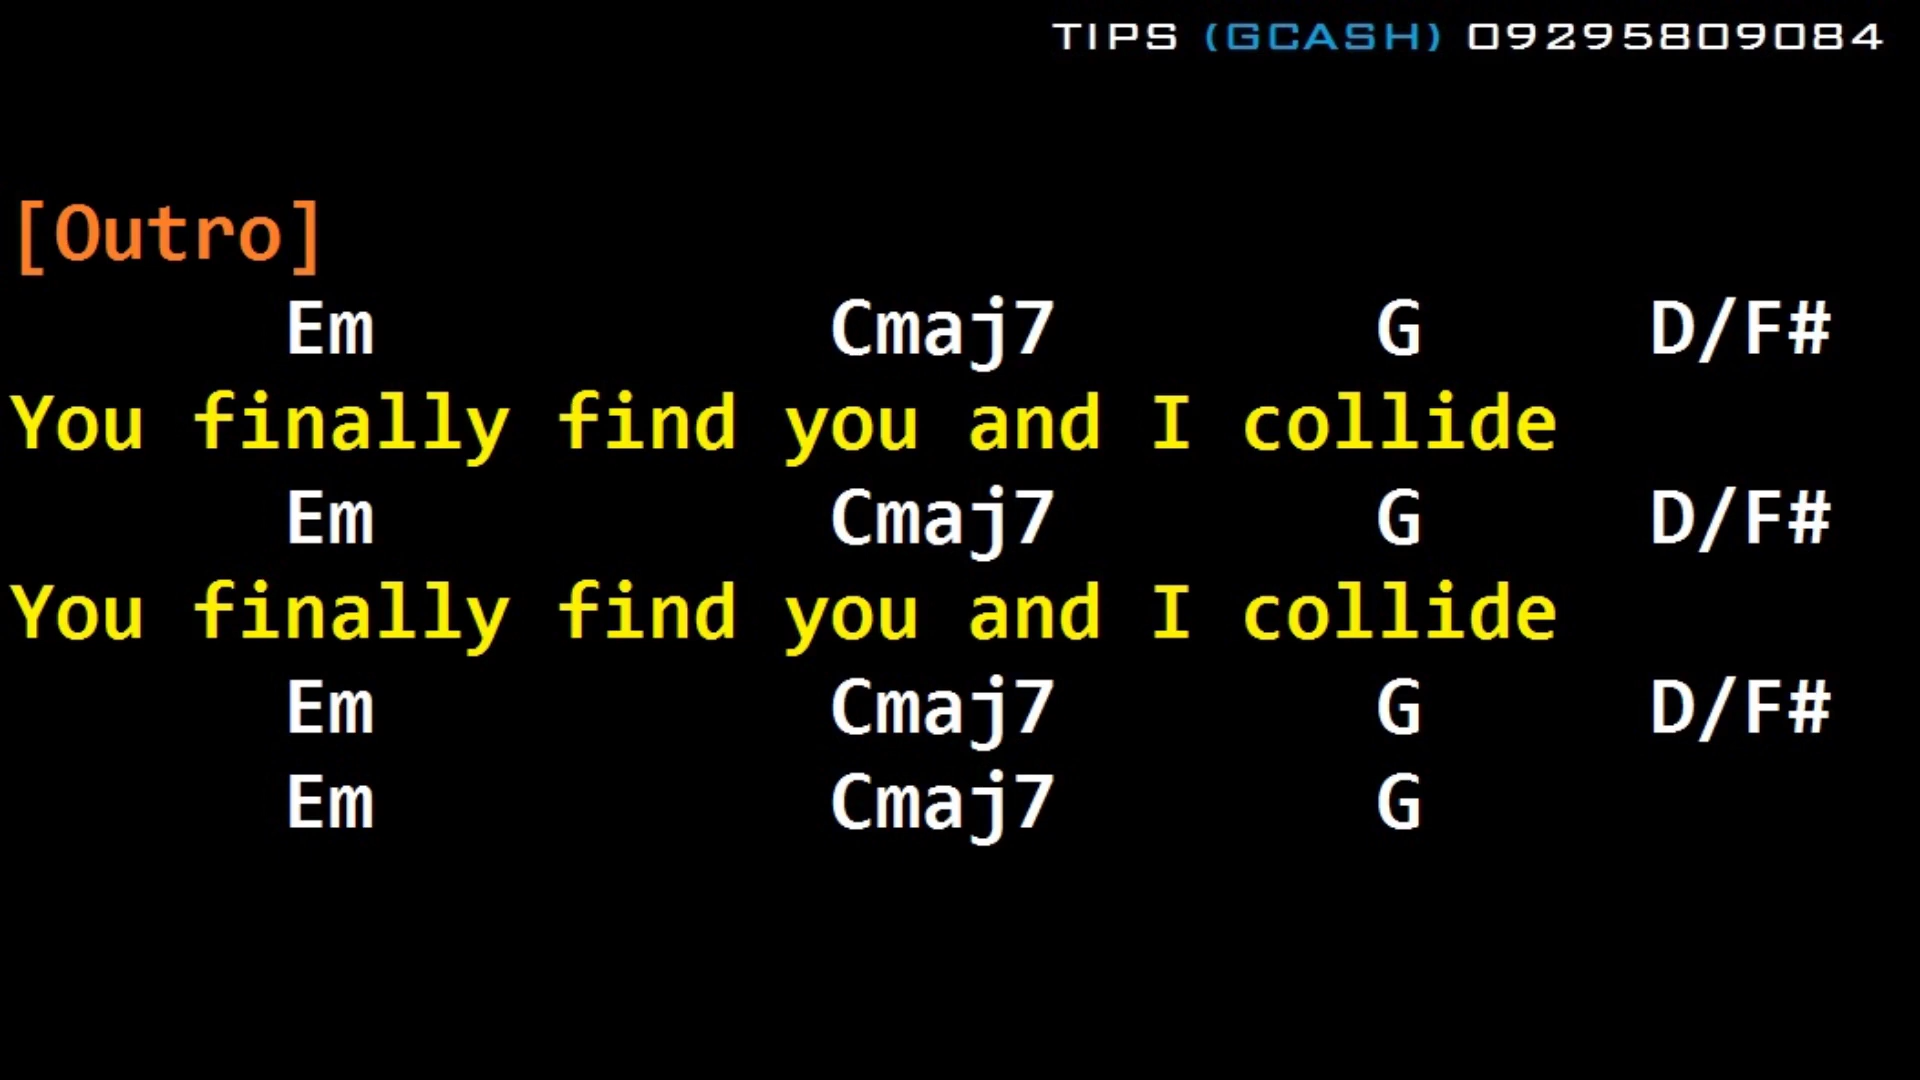 TIPS (GCASH) 09295809084
[Outro]
Em Cmaj7 G D/F#
You finally find you and I collide
Em Cmaj7 G D/F#
You finally find you and I collide
Em Cmaj7 G D/F#
Em Cmaj7 G